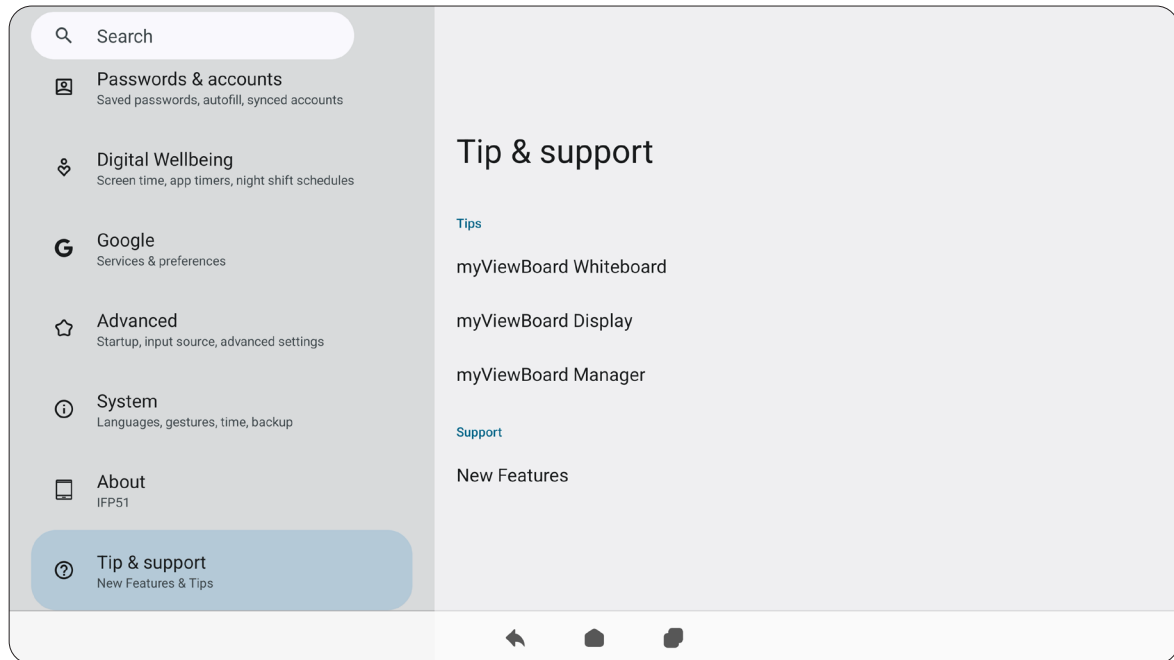 Search
Passwords & accounts
Saved passwords, autofill, synced accounts
Digital Wellbeing
Screen time, app timers, night shift schedules
Google
Services & preferences
Advanced
Startup, input source, advanced settings
System
Languages, gestures, time, backup
About
IFP51
Tip & support
New Features & Tips
Tip & support
Tips
myViewBoard Whiteboard
myViewBoard Display
myViewBoard Manager
Support
New Features